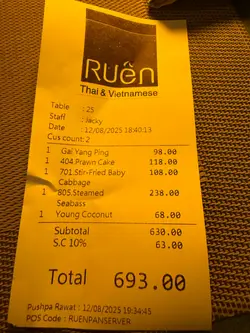 Ruên
Thai & Vietnamese
Table : 25
Staff : Jacky
Date : 12/08/2025 18:40:13
Cus count: 2
1 Gai Yang Ping 98.00
1 404.Prawn Cake 118.00
1 701.Stir-Fried Baby 108.00
Cabbage
1 805.Steamed 238.00
Seabass
1 Young Coconut 68.00
Subtotal 630.00
S.C 10% 63.00
Total 693.00
Pushpa Rawat : 12/08/2025 19:34:45
POS Code : RUENPANSERVER